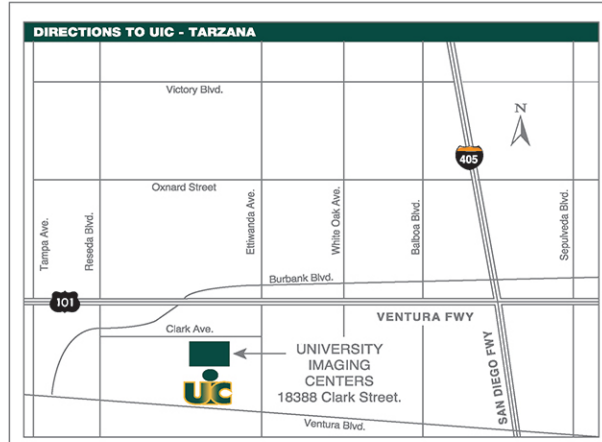 DIRECTIONS TO UIC - TARZANA
Victory Blvd.
N
405
Oxnard Street
Tampa Ave.
Reseda Blvd.
Ettiwanda Ave.
White Oak Ave.
Balboa Blvd.
Sepulveda Blvd.
Burbank Blvd.
101
VENTURA FWY
Clark Ave.
UNIVERSITY
IMAGING
CENTERS
18388 Clark Street.
UIC
SAN DIEGO FWY
Ventura Blvd.